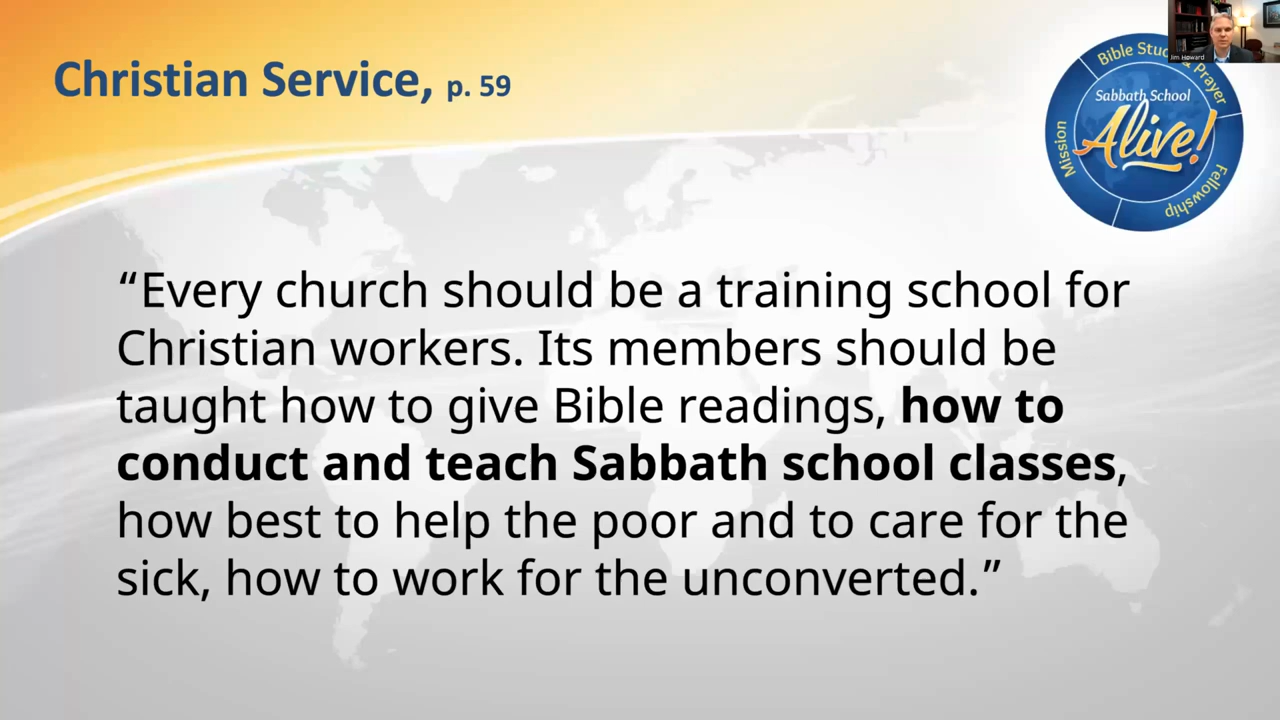 Christian Service, p. 59
Jim Howard
Bible Study & Prayer
Sabbath School
Alive!
Mission
Fellowship
“Every church should be a training school for
Christian workers. Its members should be
taught how to give Bible readings, how to
conduct and teach Sabbath school classes,
how best to help the poor and to care for the
sick, how to work for the unconverted.”